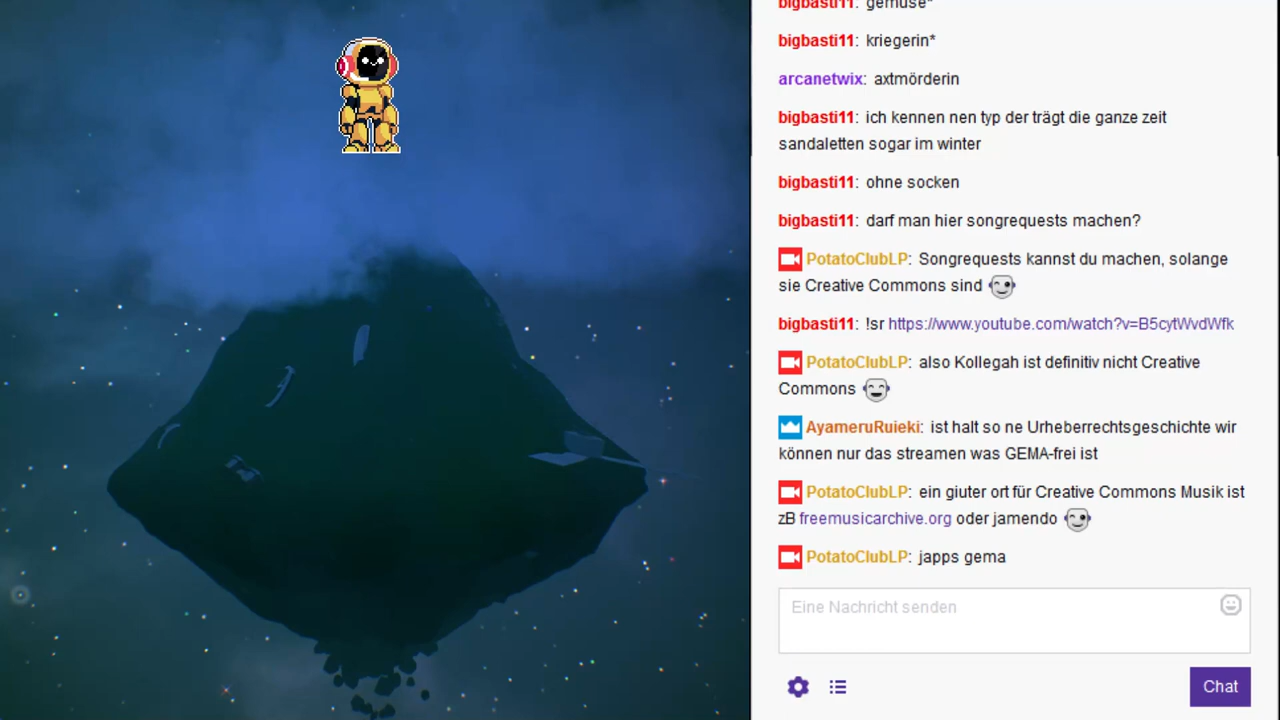 bigbasti11: gemüse*
bigbasti11: kriegerin*
arcanetwix: axtmörderin
bigbasti11: ich kennen nen typ der trägt die ganze zeit
sandaletten sogar im winter
bigbasti11: ohne socken
bigbasti11: darf man hier songrequests machen?
PotatoClubLP: Songrequests kannst du machen, solange
sie Creative Commons sind
bigbasti11: !sr https://www.youtube.com/watch?v=B5cytWvdWfk
PotatoClubLP: also Kollegah ist definitiv nicht Creative
Commons
AyameruRuieki: ist halt so ne Urheberrechtsgeschichte wir
können nur das streamen was GEMA-frei ist
PotatoClubLP: ein giuter ort für Creative Commons Musik ist
zB freemusicarchive.org oder jamendo
PotatoClubLP: japps gema
Eine Nachricht senden
Chat